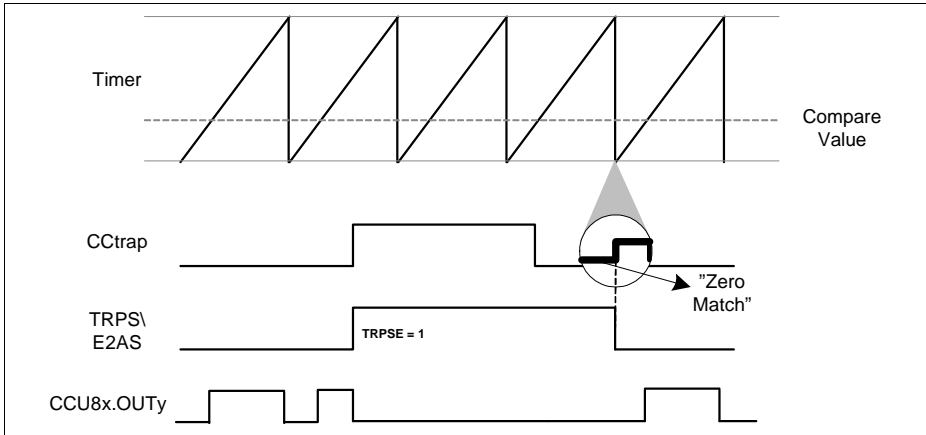 Timer
Compare
Value
CCtrap
”Zero
Match”
TRPS\
E2AS
TRPSE = 1
CCU8x.OUTy